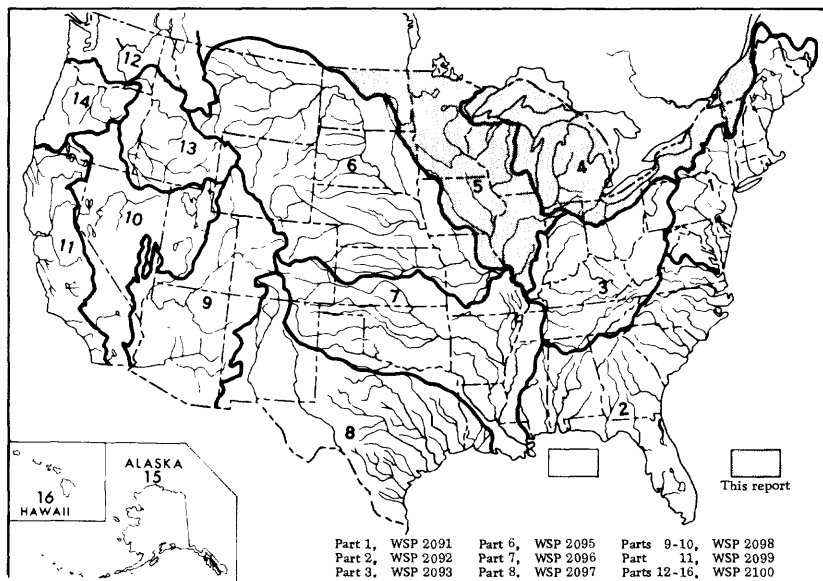 12
14
13
6
4
5
1
10
11
3
9
7
2
8
ALASKA
15
16
HAWAII
This report
Part 1, WSP 2091 Part 6, WSP 2095 Parts 9-10, WSP 2098
Part 2, WSP 2092 Part 7, WSP 2096 Part 11, WSP 2099
Part 3, WSP 2093 Part 8, WSP 2097 Parts 12-16, WSP 2100